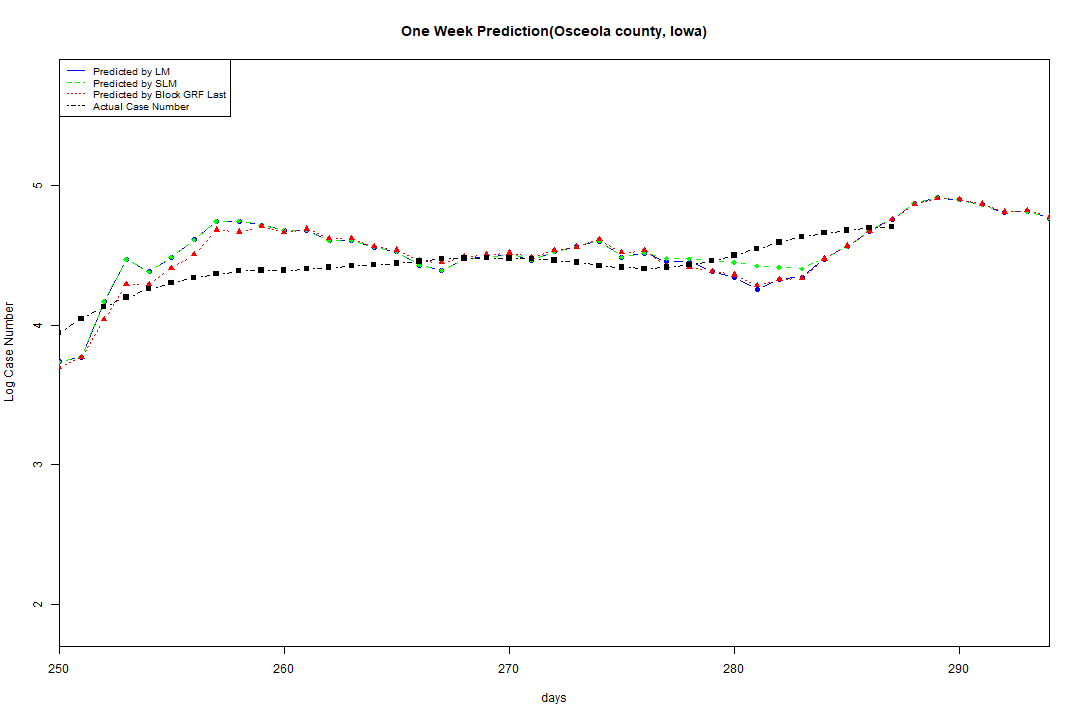 One Week Prediction(Osceola county, Iowa)
Predicted by LM
Predicted by SLM
Predicted by Block GRF Last
Actual Case Number
5
4
3
2
Log Case Number
250
260
270
280
290
days